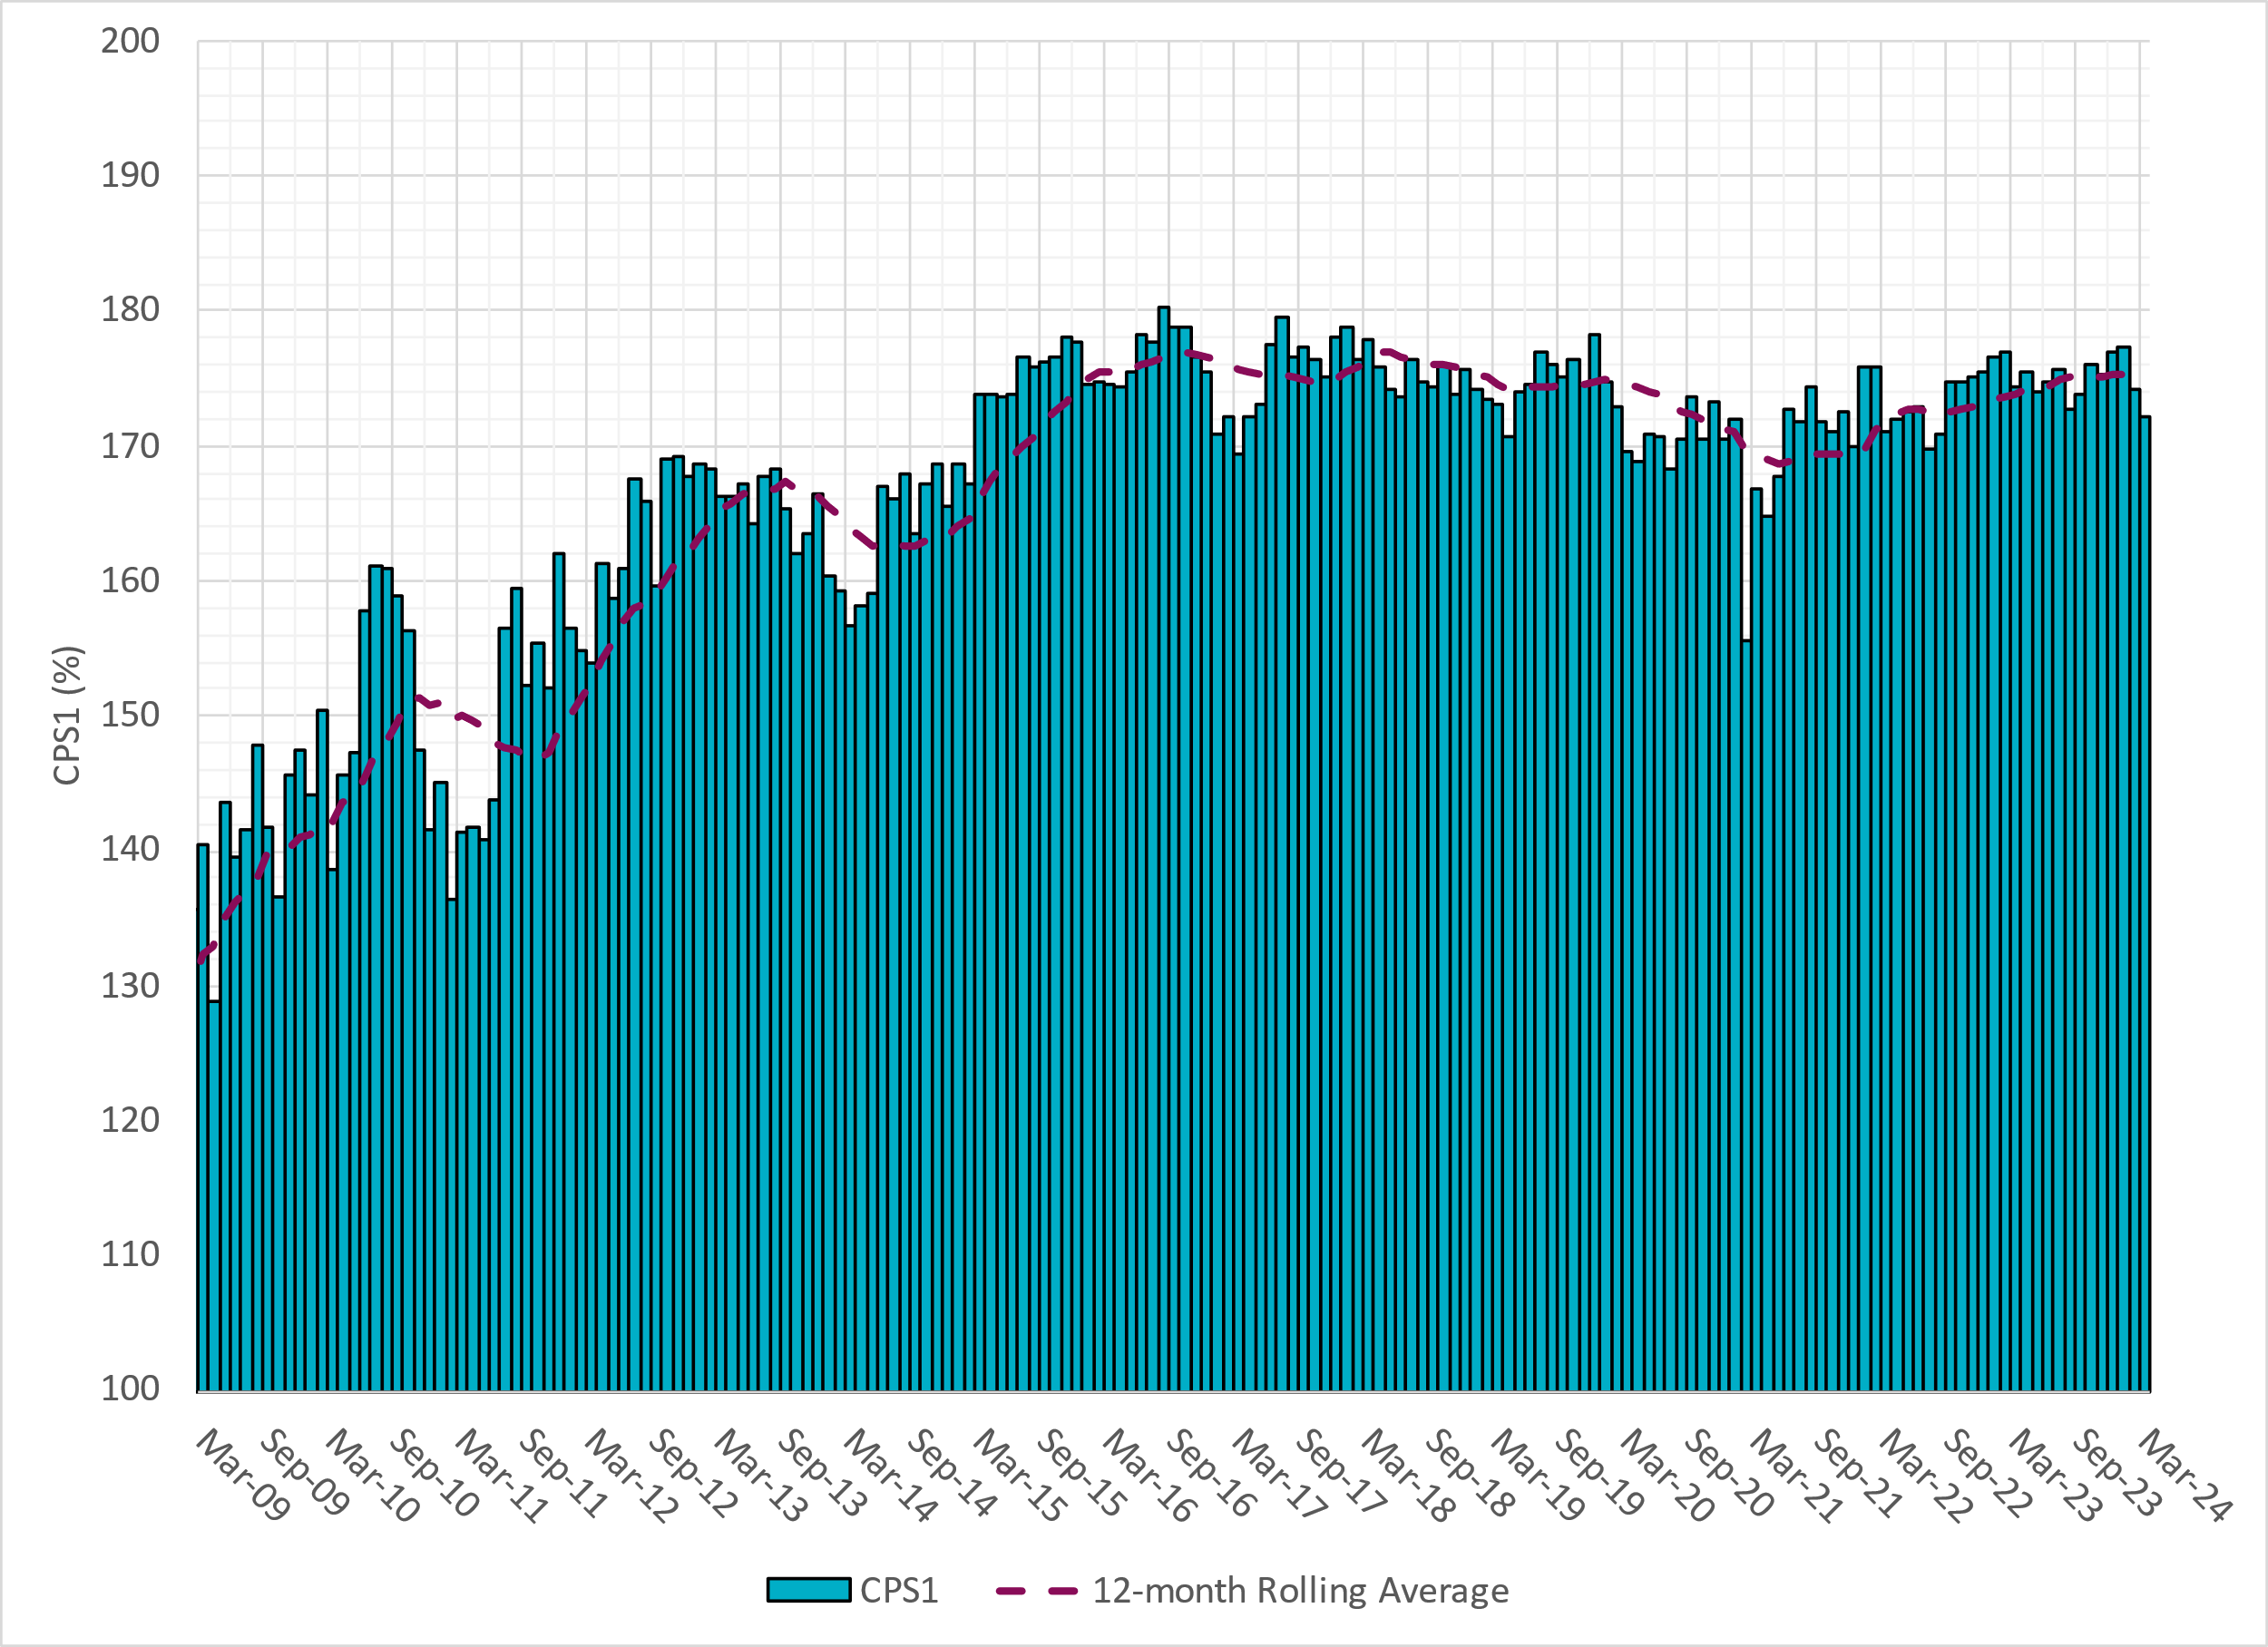 200
190
180
170
160
150
140
130
120
110
100
CPS1 (%)
Mar-09
Sep-09
Mar-10
Sep-10
Mar-11
Sep-11
Mar-12
Sep-12
Mar-13
Sep-13
Mar-14
Sep-14
Mar-15
Sep-15
Mar-16
Sep-16
Mar-17
Sep-17
Mar-18
Sep-18
Mar-19
Sep-19
Mar-20
Sep-20
Mar-21
Sep-21
Mar-22
Sep-22
Mar-23
Sep-23
Mar-24
CPS1
12-month Rolling Average